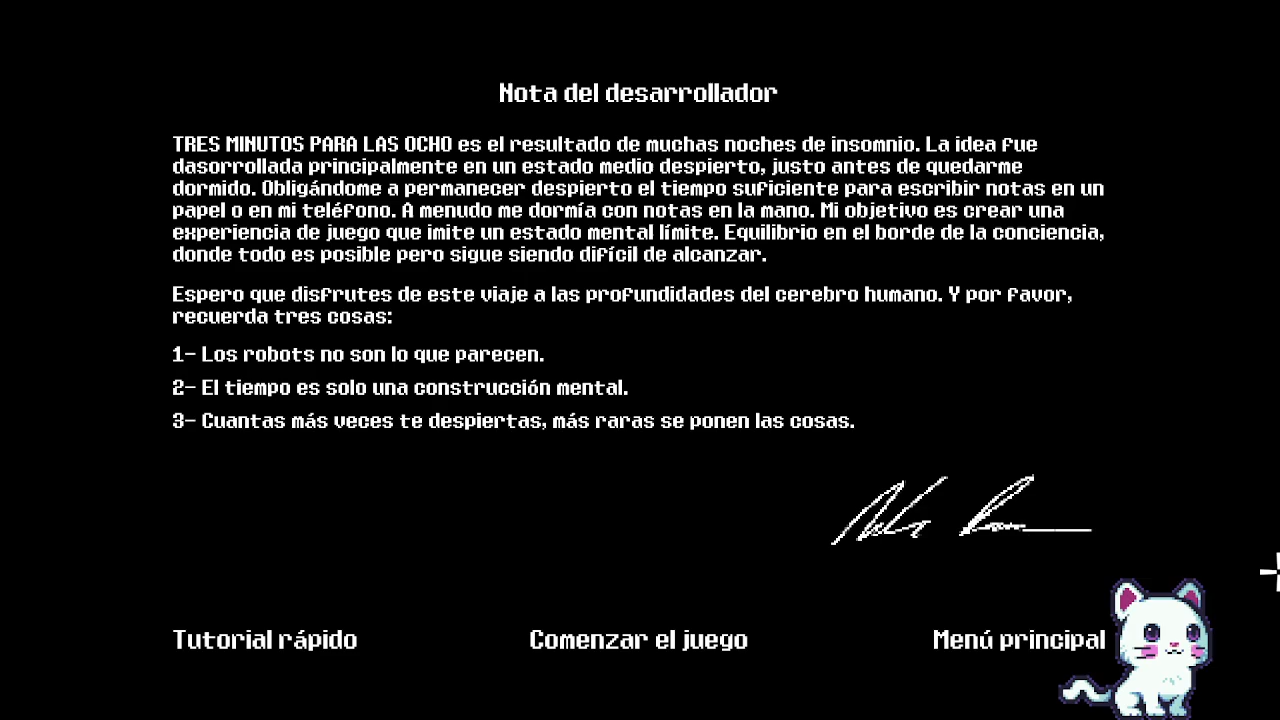 Nota del desarrollador
TRES MINUTOS PARA LAS OCHO es el resultado de muchas noches de insomnio. La idea fue
dasorrollada principalmente en un estado medio despierto, justo antes de quedarme
dormido. Obligándome a permanecer despierto el tiempo suficiente para escribir notas en un
papel o en mi teléfono. A menudo me dormía con notas en la mano. Mi objetivo es crear una
experiencia de juego que imite un estado mental límite. Equilibrio en el borde de la conciencia,
donde todo es posible pero sigue siendo difícil de alcanzar.
Espero que disfrutes de este viaje a las profundidades del cerebro humano. Y por favor,
recuerda tres cosas:
1- Los robots no son lo que parecen.
2- El tiempo es solo una construcción mental.
3- Cuantas más veces te despiertas, más raras se ponen las cosas.
Tutorial rápido
Comenzar el juego
Menú principal